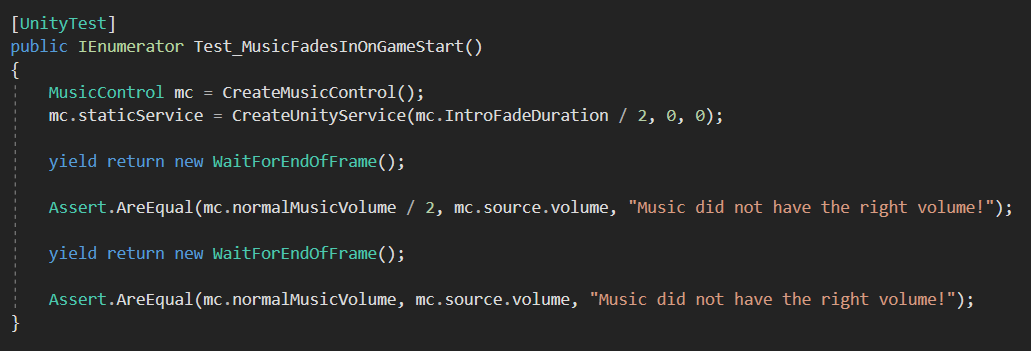 [UnityTest]
public IEnumerator Test_MusicFadesInOnGameStart()
{
MusicControl mc = CreateMusicControl();
mc.staticService = CreateUnityService(mc.IntroFadeDuration / 2, 0, 0);
yield return new WaitForEndOfFrame();
Assert.AreEqual(mc.normalMusicVolume / 2, mc.source.volume, "Music did not have the right volume!");
yield return new WaitForEndOfFrame();
Assert.AreEqual(mc.normalMusicVolume, mc.source.volume, "Music did not have the right volume!");
}